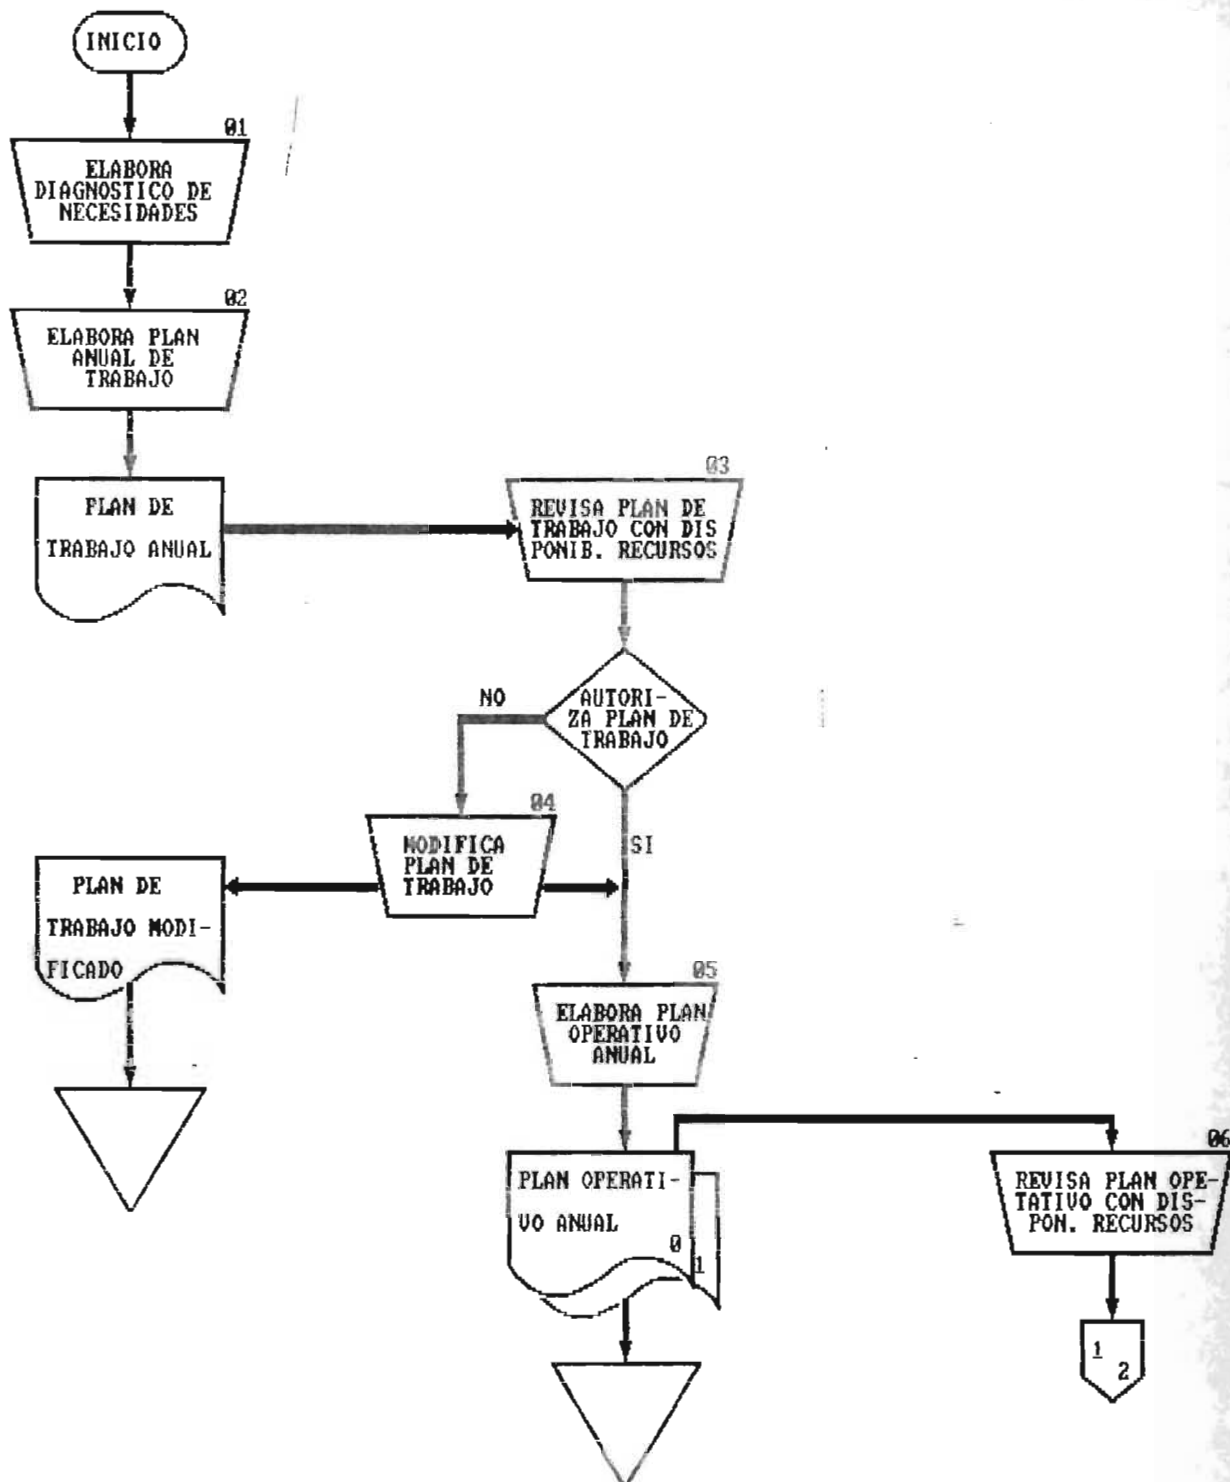 INICIO
01
ELABORA
DIAGNOSTICO DE
NECESIDADES
02
ELABORA PLAN
ANUAL DE
TRABAJO
PLAN DE
TRABAJO ANUAL
03
REVISA PLAN DE
TRABAJO CON DIS
PONIB. RECURSOS
AUTORI-
ZA PLAN DE
TRABAJO
NO
SI
04
MODIFICA
PLAN DE
TRABAJO
PLAN DE
TRABAJO MODI-
FICADO
05
ELABORA PLAN
OPERATIVO
ANUAL
PLAN OPERATI-
VO ANUAL
0
1
06
REVISA PLAN OPE-
TATIVO CON DIS-
PON. RECURSOS
1
2